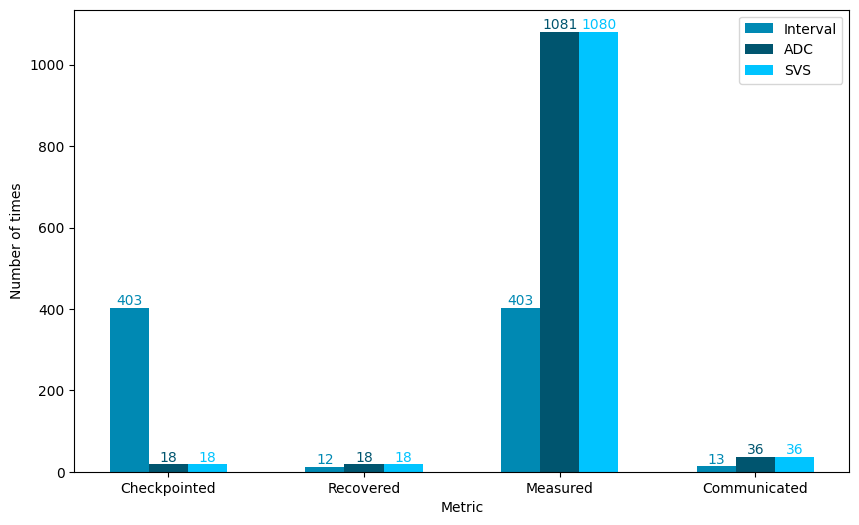 Interval
ADC
SVS
Number of times
1000
800
600
400
200
0
403
18
18
12
18
18
403
1081
1080
13
36
36
Checkpointed
Recovered
Measured
Communicated
Metric